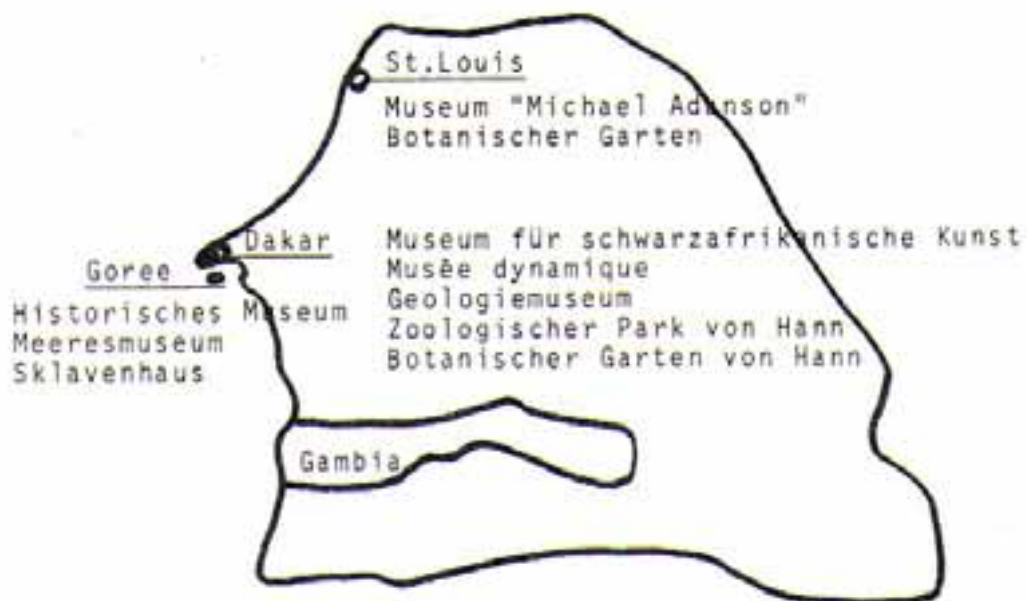 St.Louis
Museum "Michael Adanson"
Botanischer Garten
Dakar
Museum für schwarzafrikanische Kunst
Musêe dynamique
Geologiemuseum
Zoologischer Park von Hann
Botanischer Garten von Hann
Goree
Historisches Museum
Meeresmuseum
Sklavenhaus
Gambia